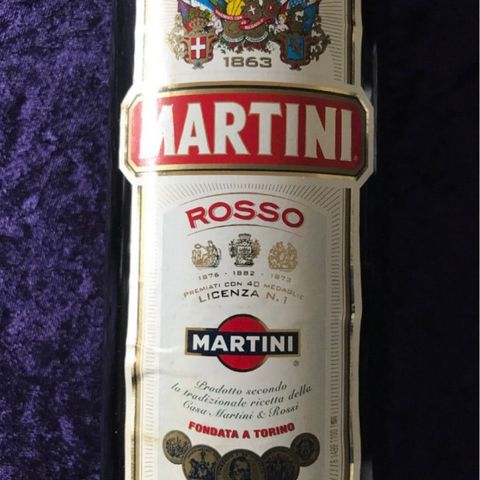 1863
MARTINI
ROSSO
1876 - 1882 - 1873
PREMIATI CON 40 MEDAGLIE
LICENZA N.1
MARTINI
®
Prodotto secondo
la tradizionale ricetta della
Casa Martini & Rossi
FONDATA A TORINO